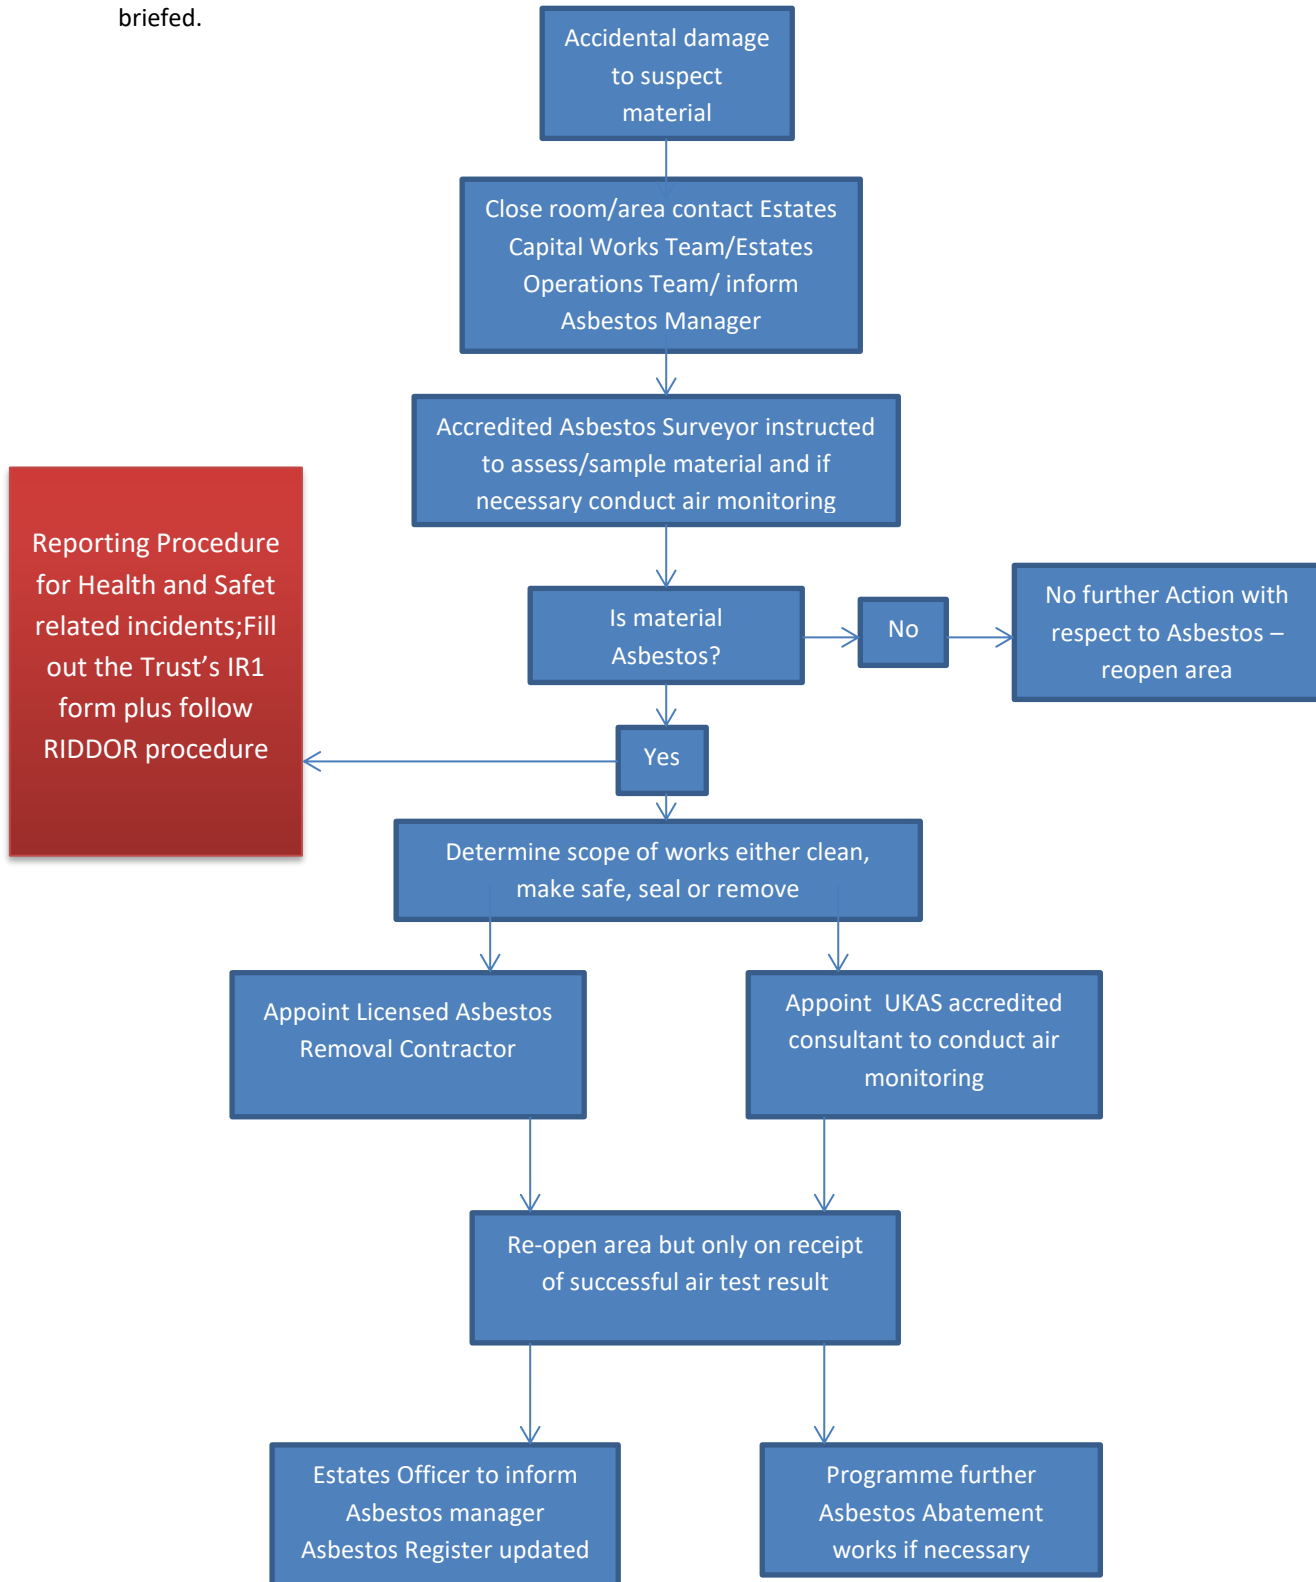 briefed.
Accidental damage
to suspect
material
Close room/area contact Estates
Capital Works Team/Estates
Operations Team/ inform
Asbestos Manager
Accredited Asbestos Surveyor instructed
to assess/sample material and if
necessary conduct air monitoring
Reporting Procedure
for Health and Safet
related incidents;Fill
out the Trust’s IR1
form plus follow
RIDDOR procedure
Is material
Asbestos?
No
No further Action with
respect to Asbestos –
reopen area
Yes
Determine scope of works either clean,
make safe, seal or remove
Appoint Licensed Asbestos
Removal Contractor
Appoint  UKAS accredited
consultant to conduct air
monitoring
Re-open area but only on receipt
of successful air test result
Estates Officer to inform
Asbestos manager
Asbestos Register updated
Programme further
Asbestos Abatement
works if necessary